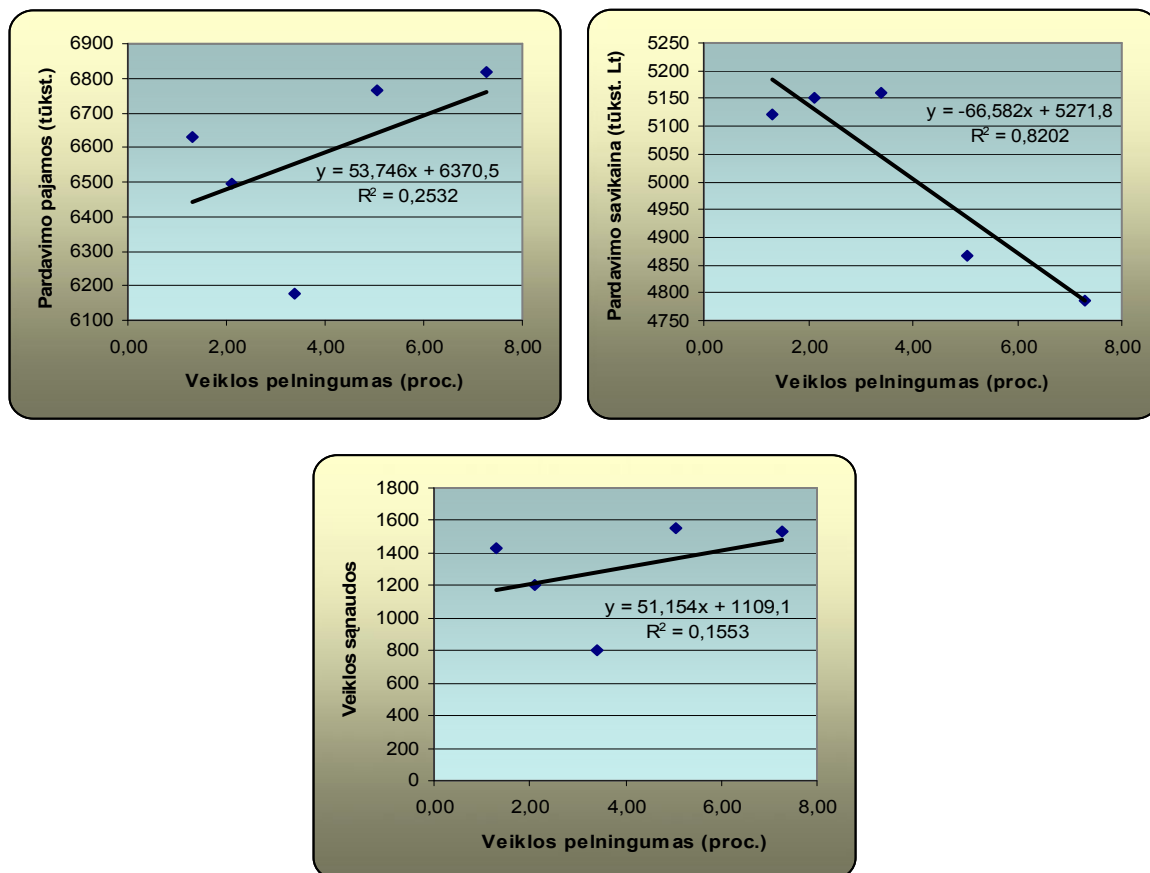 Pardavimo pajamos (tūkst.)
6900
6800
6700
6600
6500
6400
6300
6200
6100
y = 53,746x + 6370,5
R² = 0,2532
0,00 2,00 4,00 6,00 8,00
Veiklos pelningumas (proc.)
Pardavimo savikaina (tūkst. Lt)
5250
5200
5150
5100
5050
5000
4950
4900
4850
4800
4750
y = -66,582x + 5271,8
R² = 0,8202
0,00 2,00 4,00 6,00 8,00
Veiklos pelningumas (proc.)
Veiklos sąnaudos
1800
1600
1400
1200
1000
800
600
400
200
0
y = 51,154x + 1109,1
R² = 0,1553
0,00 2,00 4,00 6,00 8,00
Veiklos pelningumas (proc.)